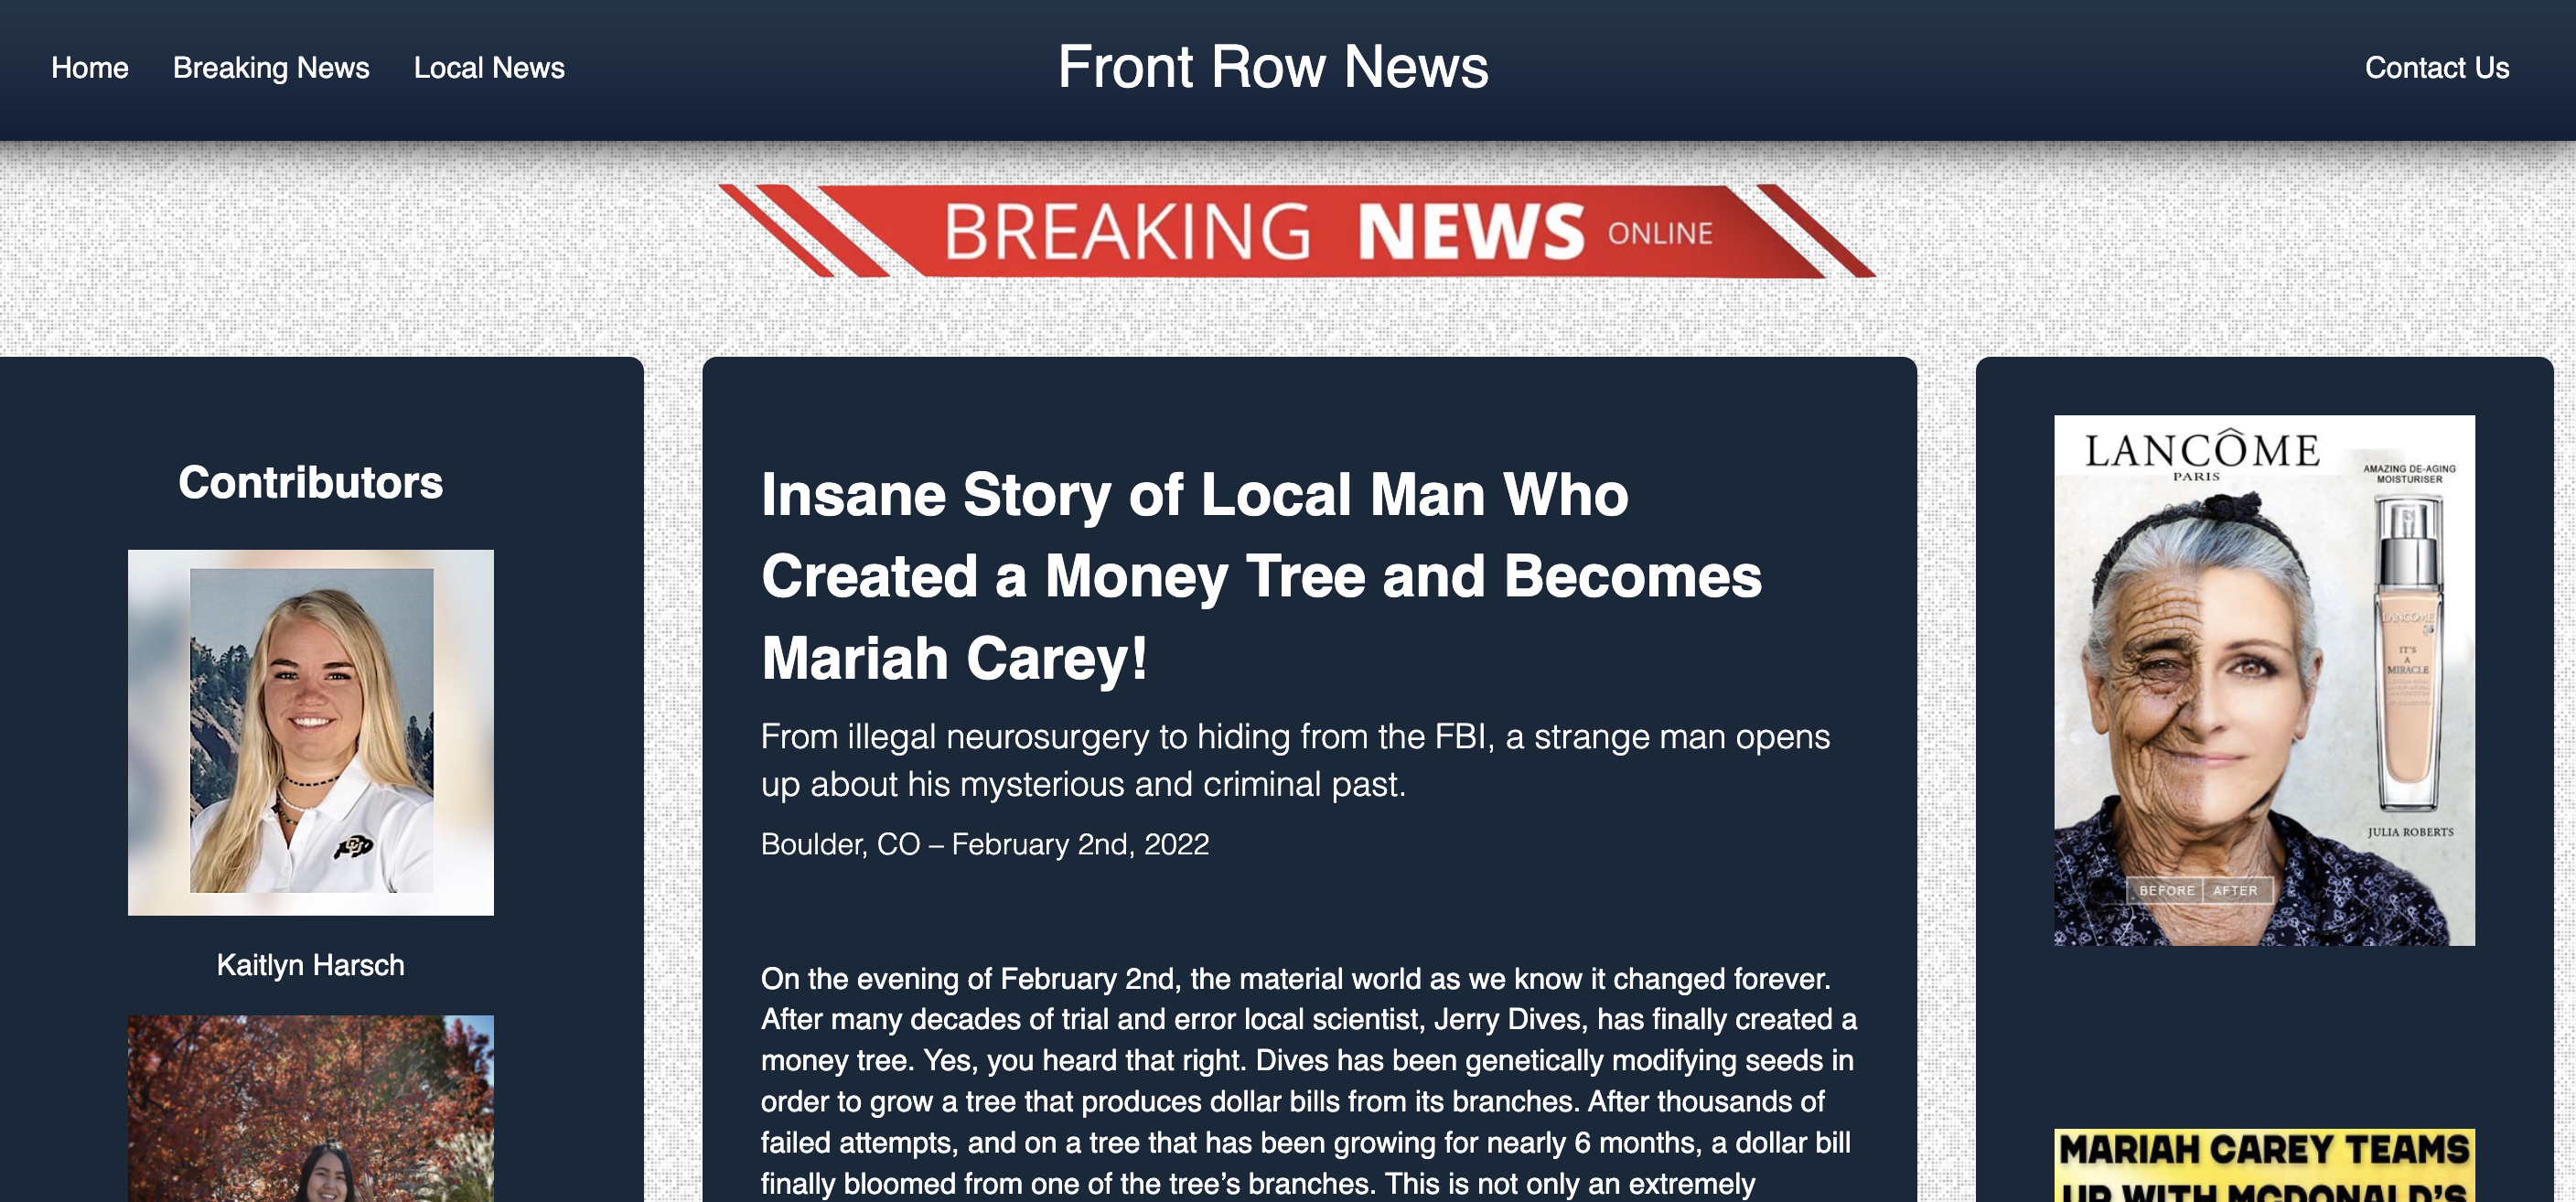 Home Breaking News Local News Front Row News Contact Us
BREAKING NEWS ONLINE
Contributors
Kaitlyn Harsch
Insane Story of Local Man Who
Created a Money Tree and Becomes
Mariah Carey!
From illegal neurosurgery to hiding from the FBI, a strange man opens
up about his mysterious and criminal past.
Boulder, CO – February 2nd, 2022
On the evening of February 2nd, the material world as we know it changed forever.
After many decades of trial and error local scientist, Jerry Dives, has finally created a
money tree. Yes, you heard that right. Dives has been genetically modifying seeds in
order to grow a tree that produces dollar bills from its branches. After thousands of
failed attempts, and on a tree that has been growing for nearly 6 months, a dollar bill
finally bloomed from one of the tree’s branches. This is not only an extremely
LANCÔME
PARIS
AMAZING DE-AGING
MOISTURISER
LANCÔME
IT'S
A
MIRACLE
JULIA ROBERTS
BEFORE AFTER
MARIAH CAREY TEAMS
UP WITH MCDONALD'S
CU